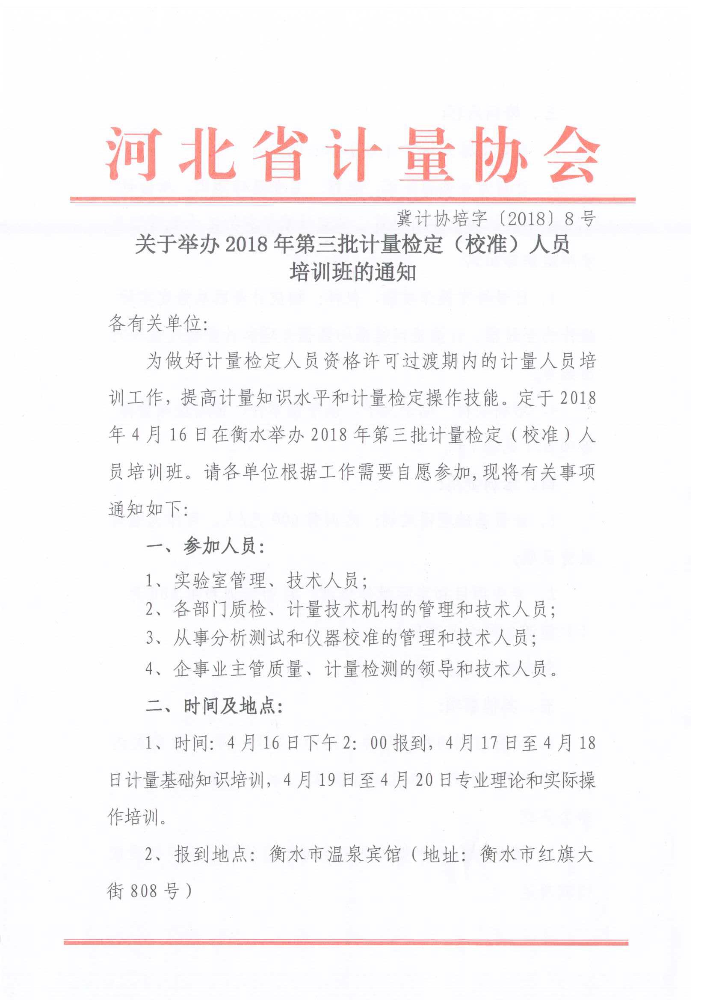 河北省计量协会
冀计协培字〔2018〕8号
关于举办2018年第三批计量检定（校准）人员
培训班的通知
各有关单位：
为做好计量检定人员资格许可过渡期内的计量人员培
训工作，提高计量知识水平和计量检定操作技能。定于2018
年4月16日在衡水举办2018年第三批计量检定（校准）人
员培训班。请各单位根据工作需要自愿参加,现将有关事项
通知如下：
一、参加人员：
1、实验室管理、技术人员；
2、各部门质检、计量技术机构的管理和技术人员；
3、从事分析测试和仪器校准的管理和技术人员；
4、企事业主管质量、计量检测的领导和技术人员。
二、时间及地点：
1、时间：4月16日下午2：00报到，4月17日至4月18
日计量基础知识培训，4月19日至4月20日专业理论和实际操
作培训。
2、报到地点：衡水市温泉宾馆（地址：衡水市红旗大
街808号）